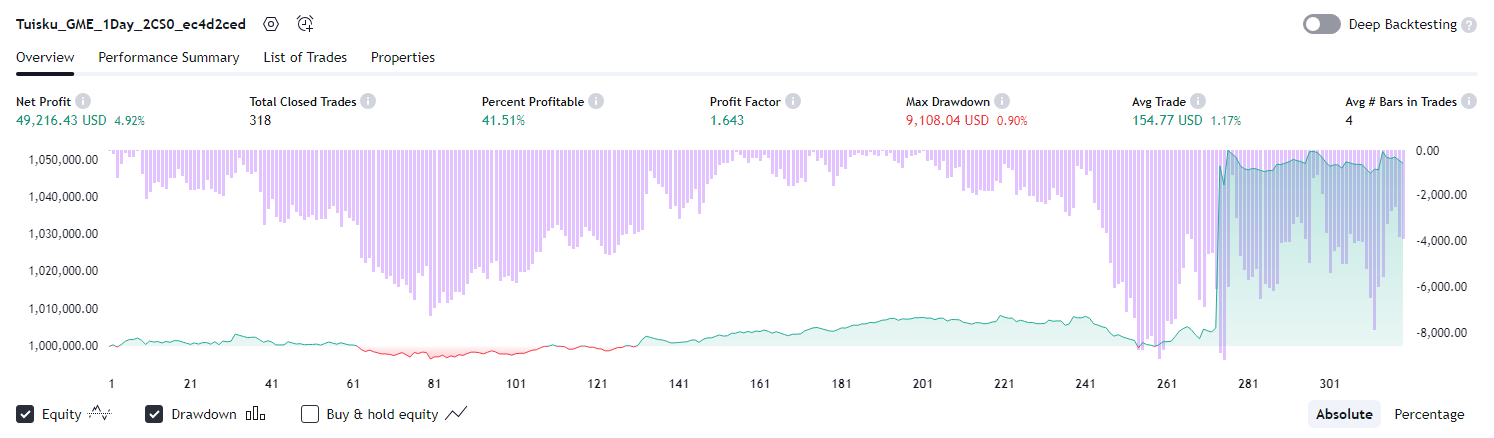 Tuisku_GME_1Day_2CS0_ec4d2ced
Deep Backtesting ?
Overview Performance Summary List of Trades Properties
Net Profit Total Closed Trades Percent Profitable Profit Factor Max Drawdown Avg Trade Avg # Bars in Trades
49,216.43 USD 4.92% 318 41.51% 1.643 9,108.04 USD 0.90% 154.77 USD 1.17% 4
1,050,000.00 0.00
1,040,000.00 -2,000.00
1,030,000.00 -4,000.00
1,020,000.00 -6,000.00
1,010,000.00
1,000,000.00 -8,000.00
1 21 41 61 81 101 121 141 161 181 201 221 241 261 281 301
Equity Drawdown Buy & hold equity Absolute Percentage